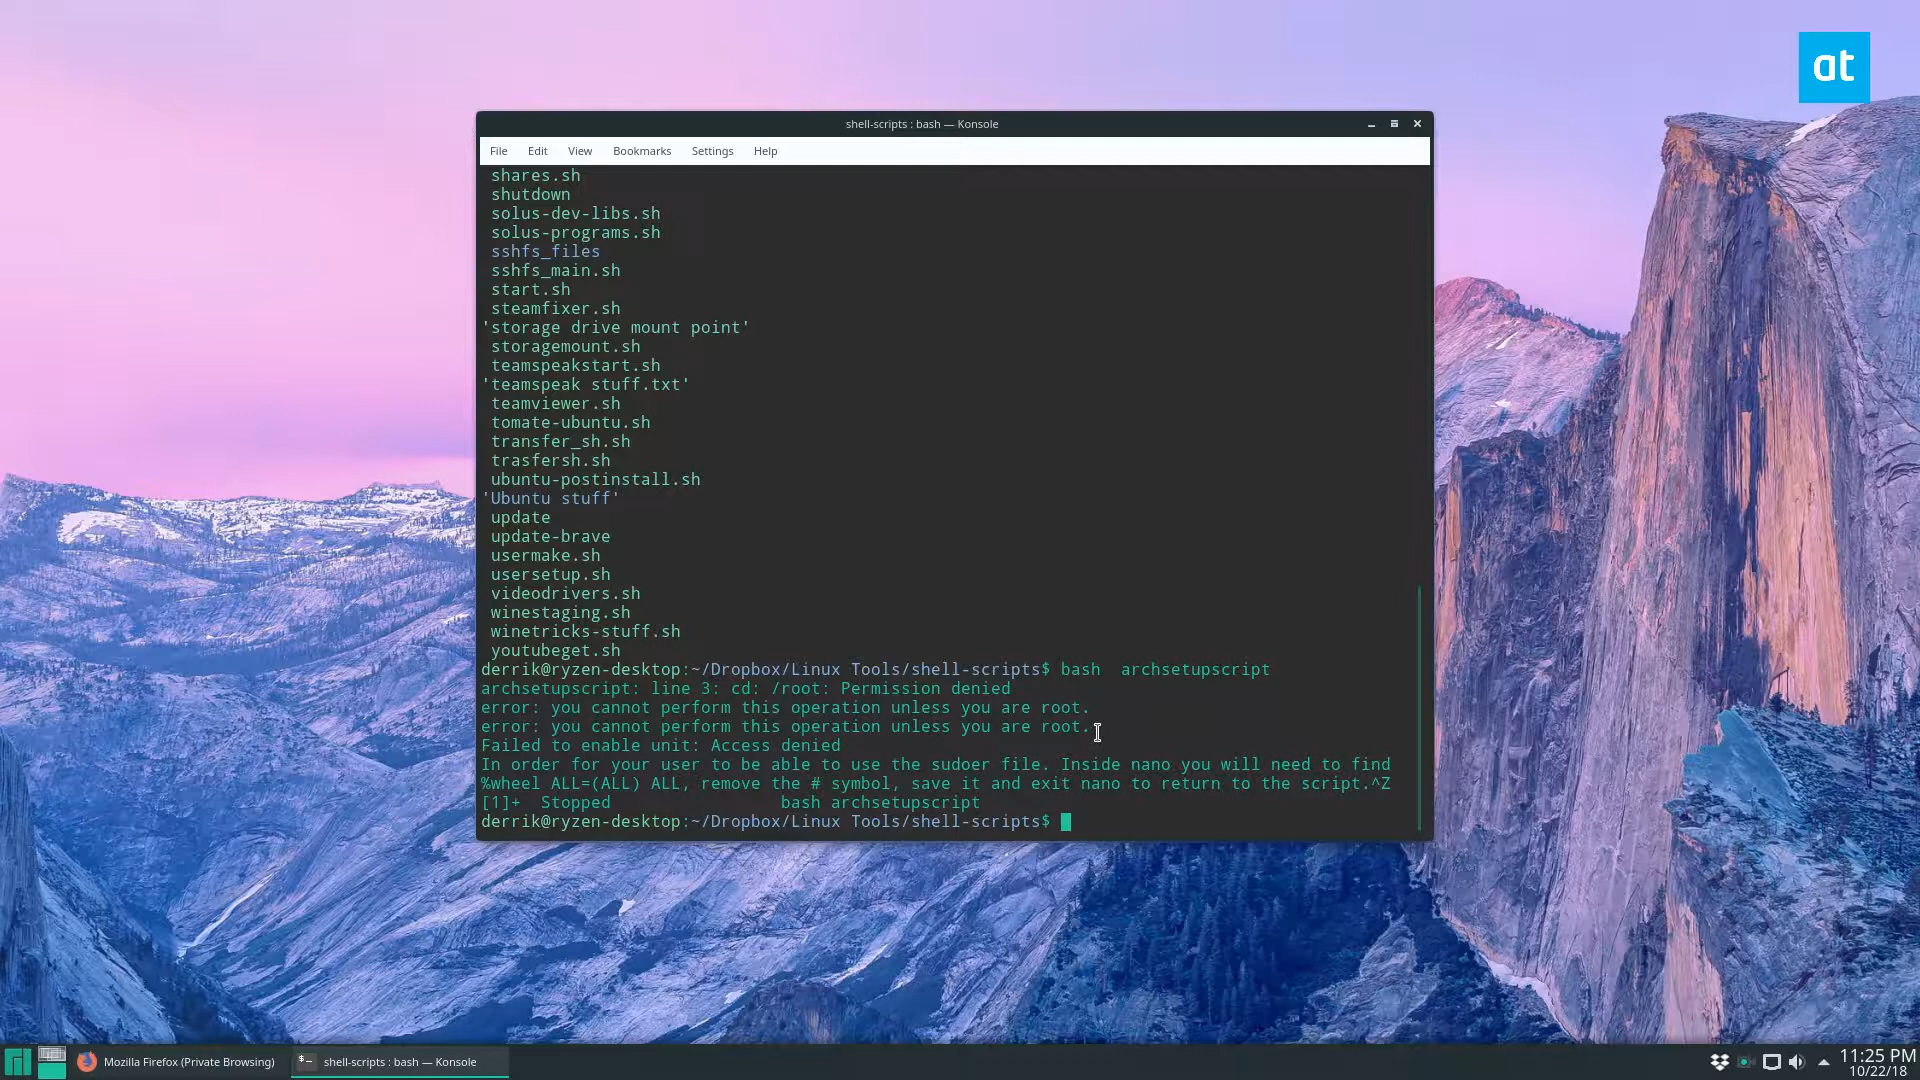 at
shell-scripts : bash — Konsole
File Edit View Bookmarks Settings Help
shares.sh
shutdown
solus-dev-libs.sh
solus-programs.sh
sshfs_files
sshfs_main.sh
start.sh
steamfixer.sh
'storage drive mount point'
storagemount.sh
teamspeakstart.sh
'teamspeak stuff.txt'
teamviewer.sh
tomate-ubuntu.sh
transfer_sh.sh
trasfersh.sh
ubuntu-postinstall.sh
'Ubuntu stuff'
update
update-brave
usermake.sh
usersetup.sh
videodrivers.sh
winestaging.sh
winetricks-stuff.sh
youtubeget.sh
derrik@ryzen-desktop:~/Dropbox/Linux Tools/shell-scripts$ bash  archsetupscript
archsetupscript: line 3: cd: /root: Permission denied
error: you cannot perform this operation unless you are root.
error: you cannot perform this operation unless you are root.
Failed to enable unit: Access denied
In order for your user to be able to use the sudoer file. Inside nano you will need to find
%wheel ALL=(ALL) ALL, remove the # symbol, save it and exit nano to return to the script.^Z
[1]+  Stopped                 bash archsetupscript
derrik@ryzen-desktop:~/Dropbox/Linux Tools/shell-scripts$
Mozilla Firefox (Private Browsing)
shell-scripts : bash — Konsole
11:25 PM
10/22/18